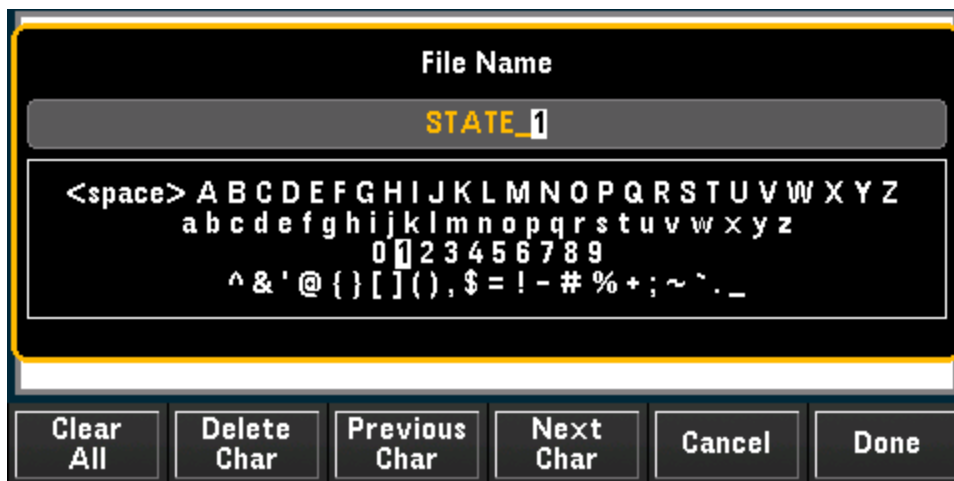 File Name
STATE_1
<space> A B C D E F G H I J K L M N O P Q R S T U V W X Y Z
a b c d e f g h i j k l m n o p q r s t u v w x y z
0 1 2 3 4 5 6 7 8 9
^ & ' @ { } [ ] ( ) , $ = ! - # % + ; ~ ` . _
Clear All
Delete Char
Previous Char
Next Char
Cancel
Done